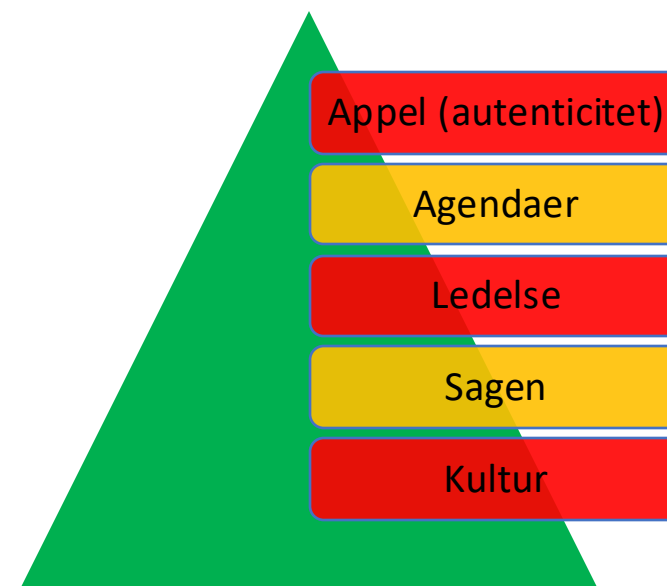 Appel (autenticitet)
Agendaer
Ledelse
Sagen
Kultur